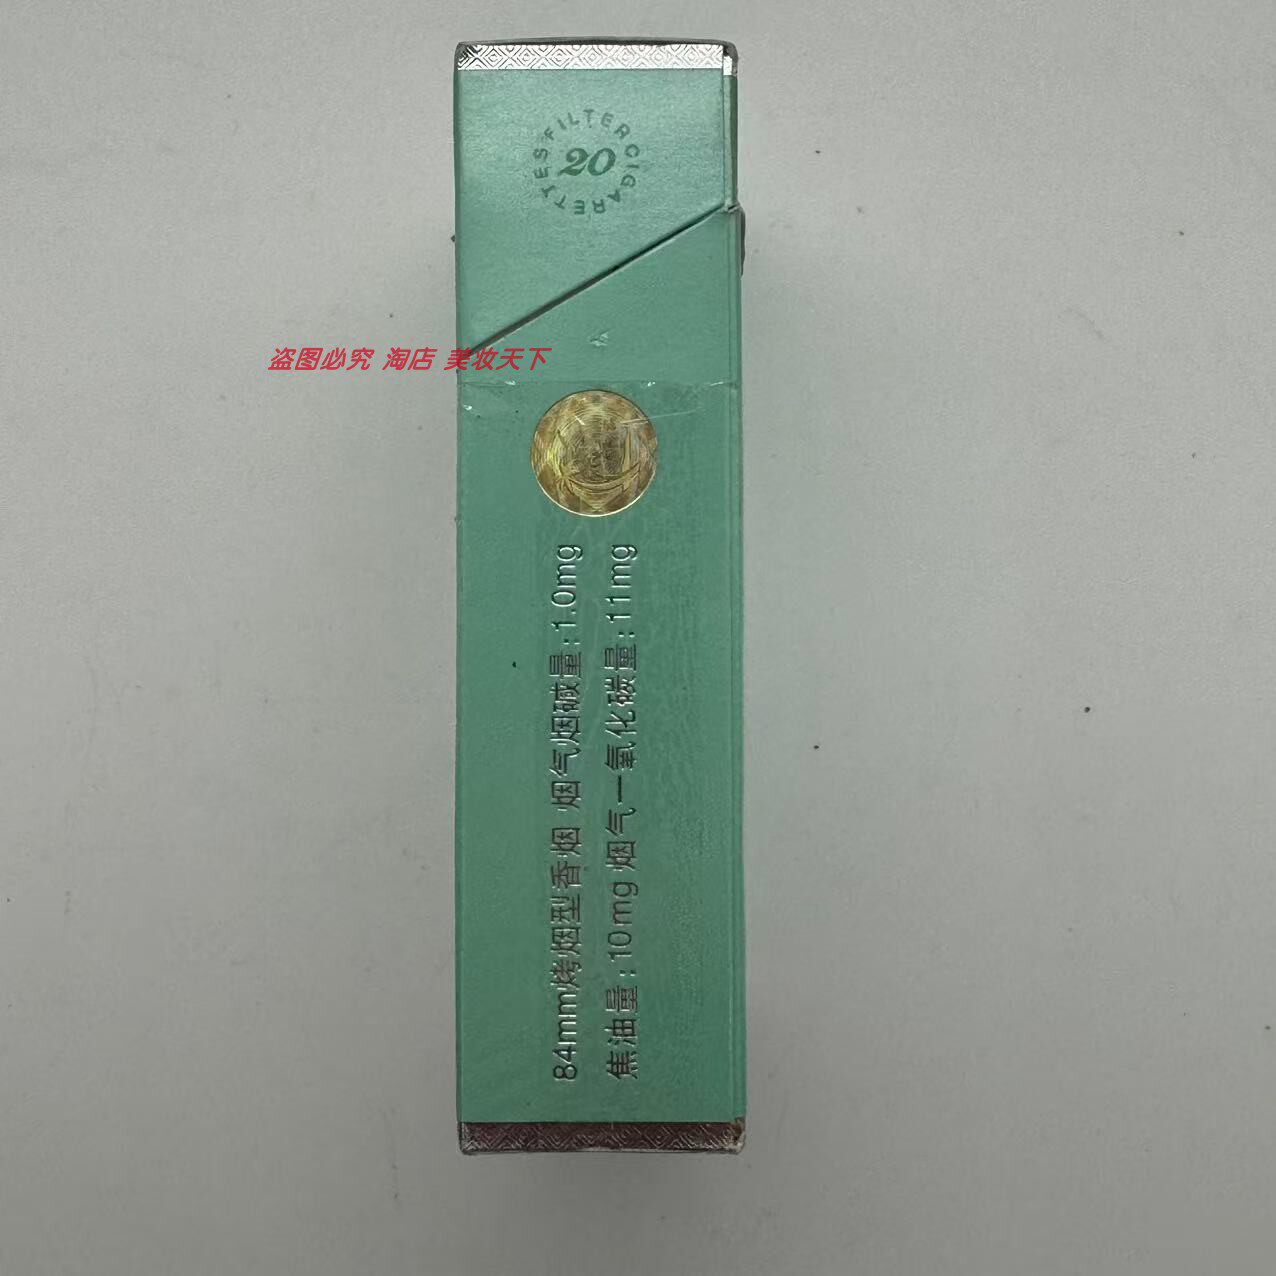 FILTER CIGARETTES
20
盗图必究 淘店 美妆天下
84mm烤烟型香烟 烟气烟碱量:1.0mg
焦油量:10mg 烟气一氧化碳量:11mg